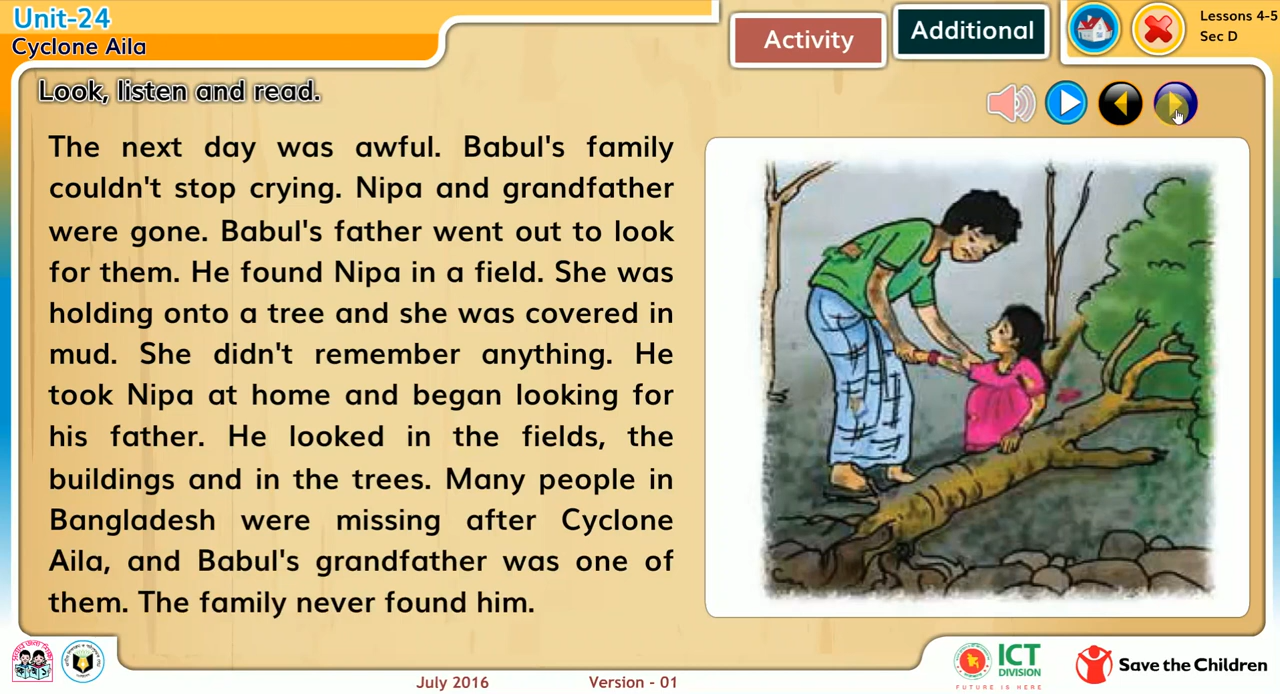 Unit-24
Cyclone Aila
Activity
Additional
Lessons 4-5
Sec D
Look, listen and read.
The next day was awful. Babul's family
couldn't stop crying. Nipa and grandfather
were gone. Babul's father went out to look
for them. He found Nipa in a field. She was
holding onto a tree and she was covered in
mud. She didn't remember anything. He
took Nipa at home and began looking for
his father. He looked in the fields, the
buildings and in the trees. Many people in
Bangladesh were missing after Cyclone
Aila, and Babul's grandfather was one of
them. The family never found him.
July 2016
Version - 01
ICT
DIVISION
FUTURE IS HERE
Save the Children